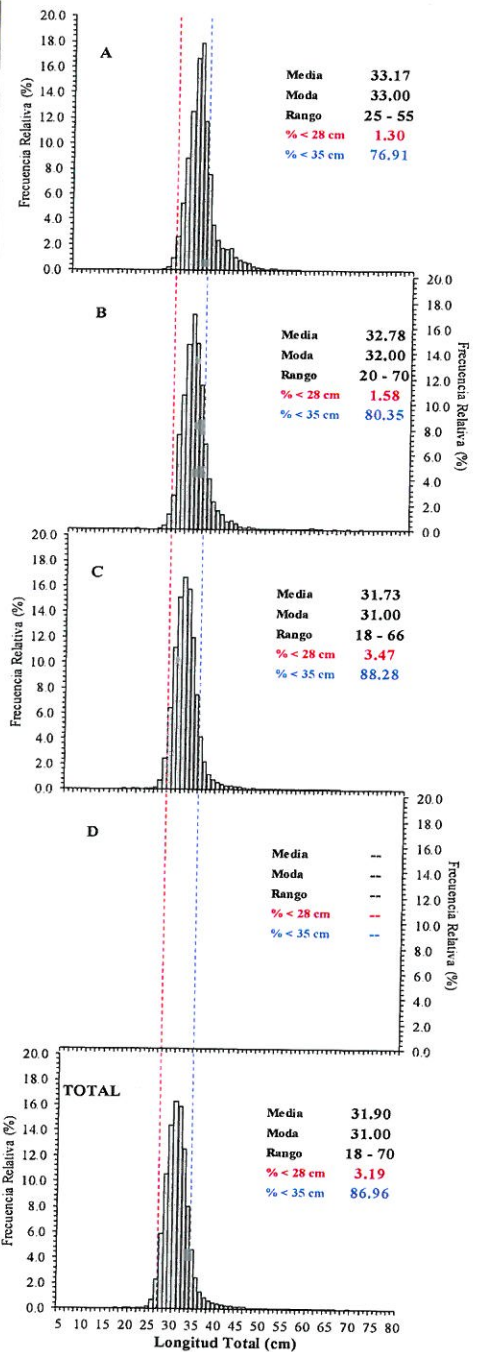 20.0
18.0
16.0
14.0
12.0
10.0
8.0
6.0
4.0
2.0
0.0
Frecuencia Relativa (%)
A
Media 33.17
Moda 33.00
Rango 25 - 55
% < 28 cm 1.30
% < 35 cm 76.91
B
Media 32.78
Moda 32.00
Rango 20 - 70
% < 28 cm 1.58
% < 35 cm 80.35
20.0
18.0
16.0
14.0
12.0
10.0
8.0
6.0
4.0
2.0
0.0
Frecuencia Relativa (%)
20.0
18.0
16.0
14.0
12.0
10.0
8.0
6.0
4.0
2.0
0.0
Frecuencia Relativa (%)
C
Media 31.73
Moda 31.00
Rango 18 - 66
% < 28 cm 3.47
% < 35 cm 88.28
D
Media --
Moda --
Rango --
% < 28 cm --
% < 35 cm --
20.0
18.0
16.0
14.0
12.0
10.0
8.0
6.0
4.0
2.0
0.0
Frecuencia Relativa (%)
20.0
18.0
16.0
14.0
12.0
10.0
8.0
6.0
4.0
2.0
0.0
Frecuencia Relativa (%)
TOTAL
Media 31.90
Moda 31.00
Rango 18 - 70
% < 28 cm 3.19
% < 35 cm 86.96
5 10 15 20 25 30 35 40 45 50 55 60 65 70 75 80
Longitud Total (cm)